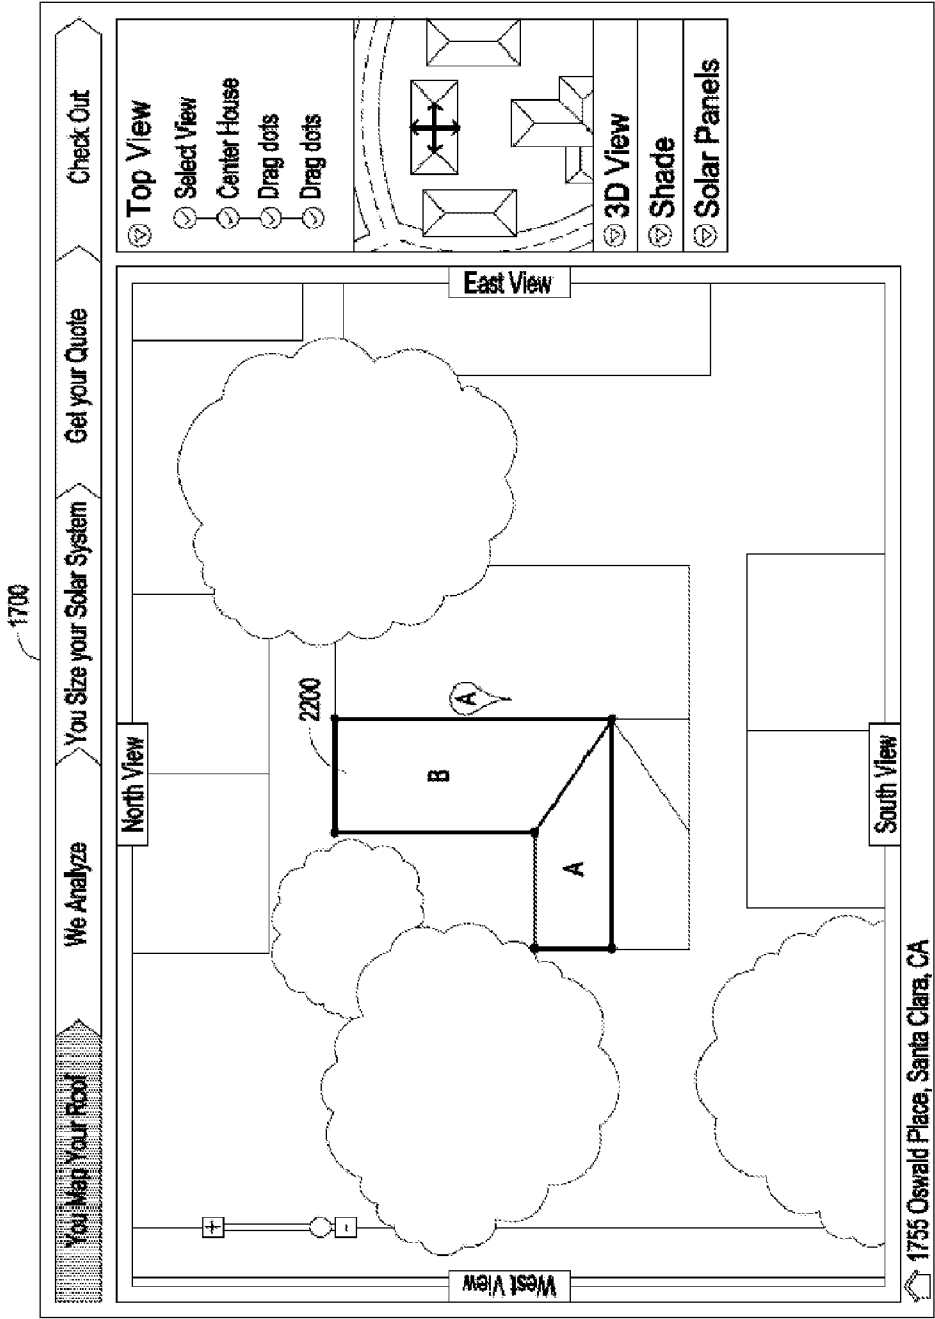 1700
You Map Your Roof
We Analyze
You Size your Solar System
Get your Quote
Check Out
North View
West View
East View
South View
2200
B
A
A
+
-
Top View
Select View
Center House
Drag dots
Drag dots
3D View
Shade
Solar Panels
1755 Oswald Place, Santa Clara, CA